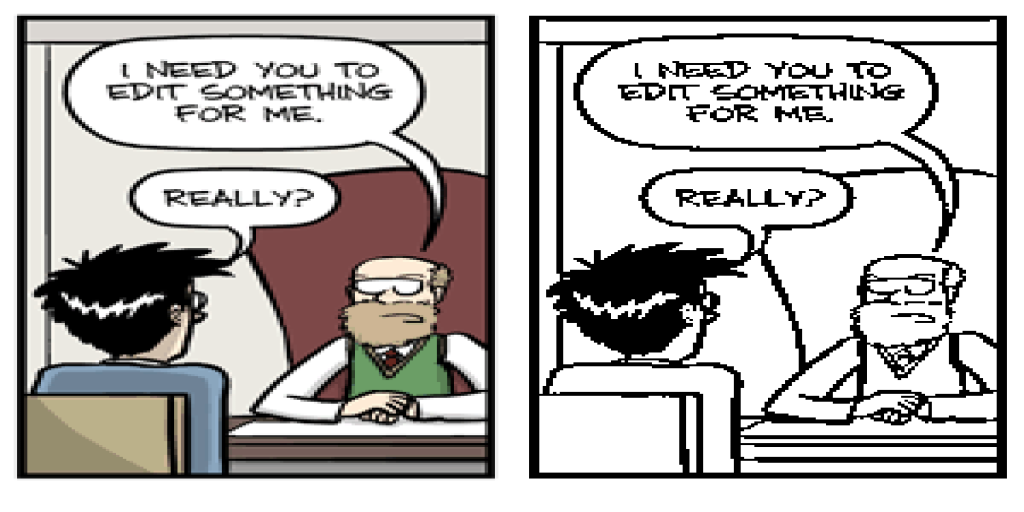 I NEED YOU TO
EDIT SOMETHING
FOR ME.
REALLY?
I NEED YOU TO
EDIT SOMETHING
FOR ME.
REALLY?